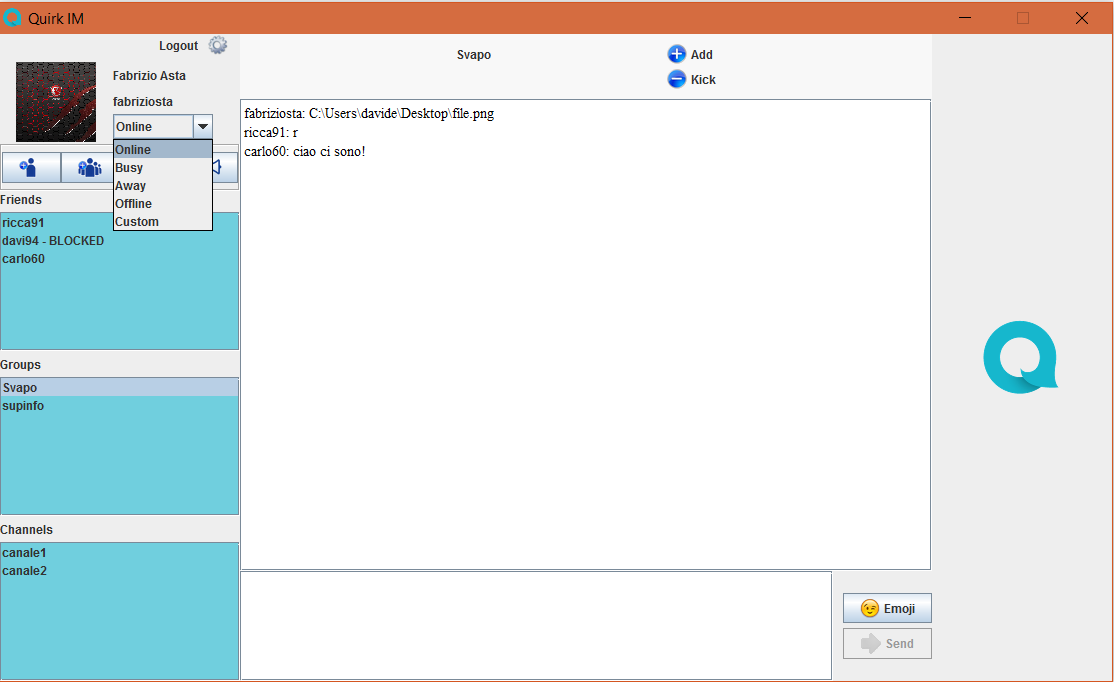 Quirk IM
Logout
Fabrizio Asta
fabriziosta
Online
Online
Busy
Away
Offline
Custom
Friends
ricca91
davi94 - BLOCKED
carlo60
Groups
Svapo
supinfo
Channels
canale1
canale2
Svapo
Add
Kick
fabriziosta: C:\Users\davide\Desktop\file.png
ricca91: r
carlo60: ciao ci sono!
Emoji
Send